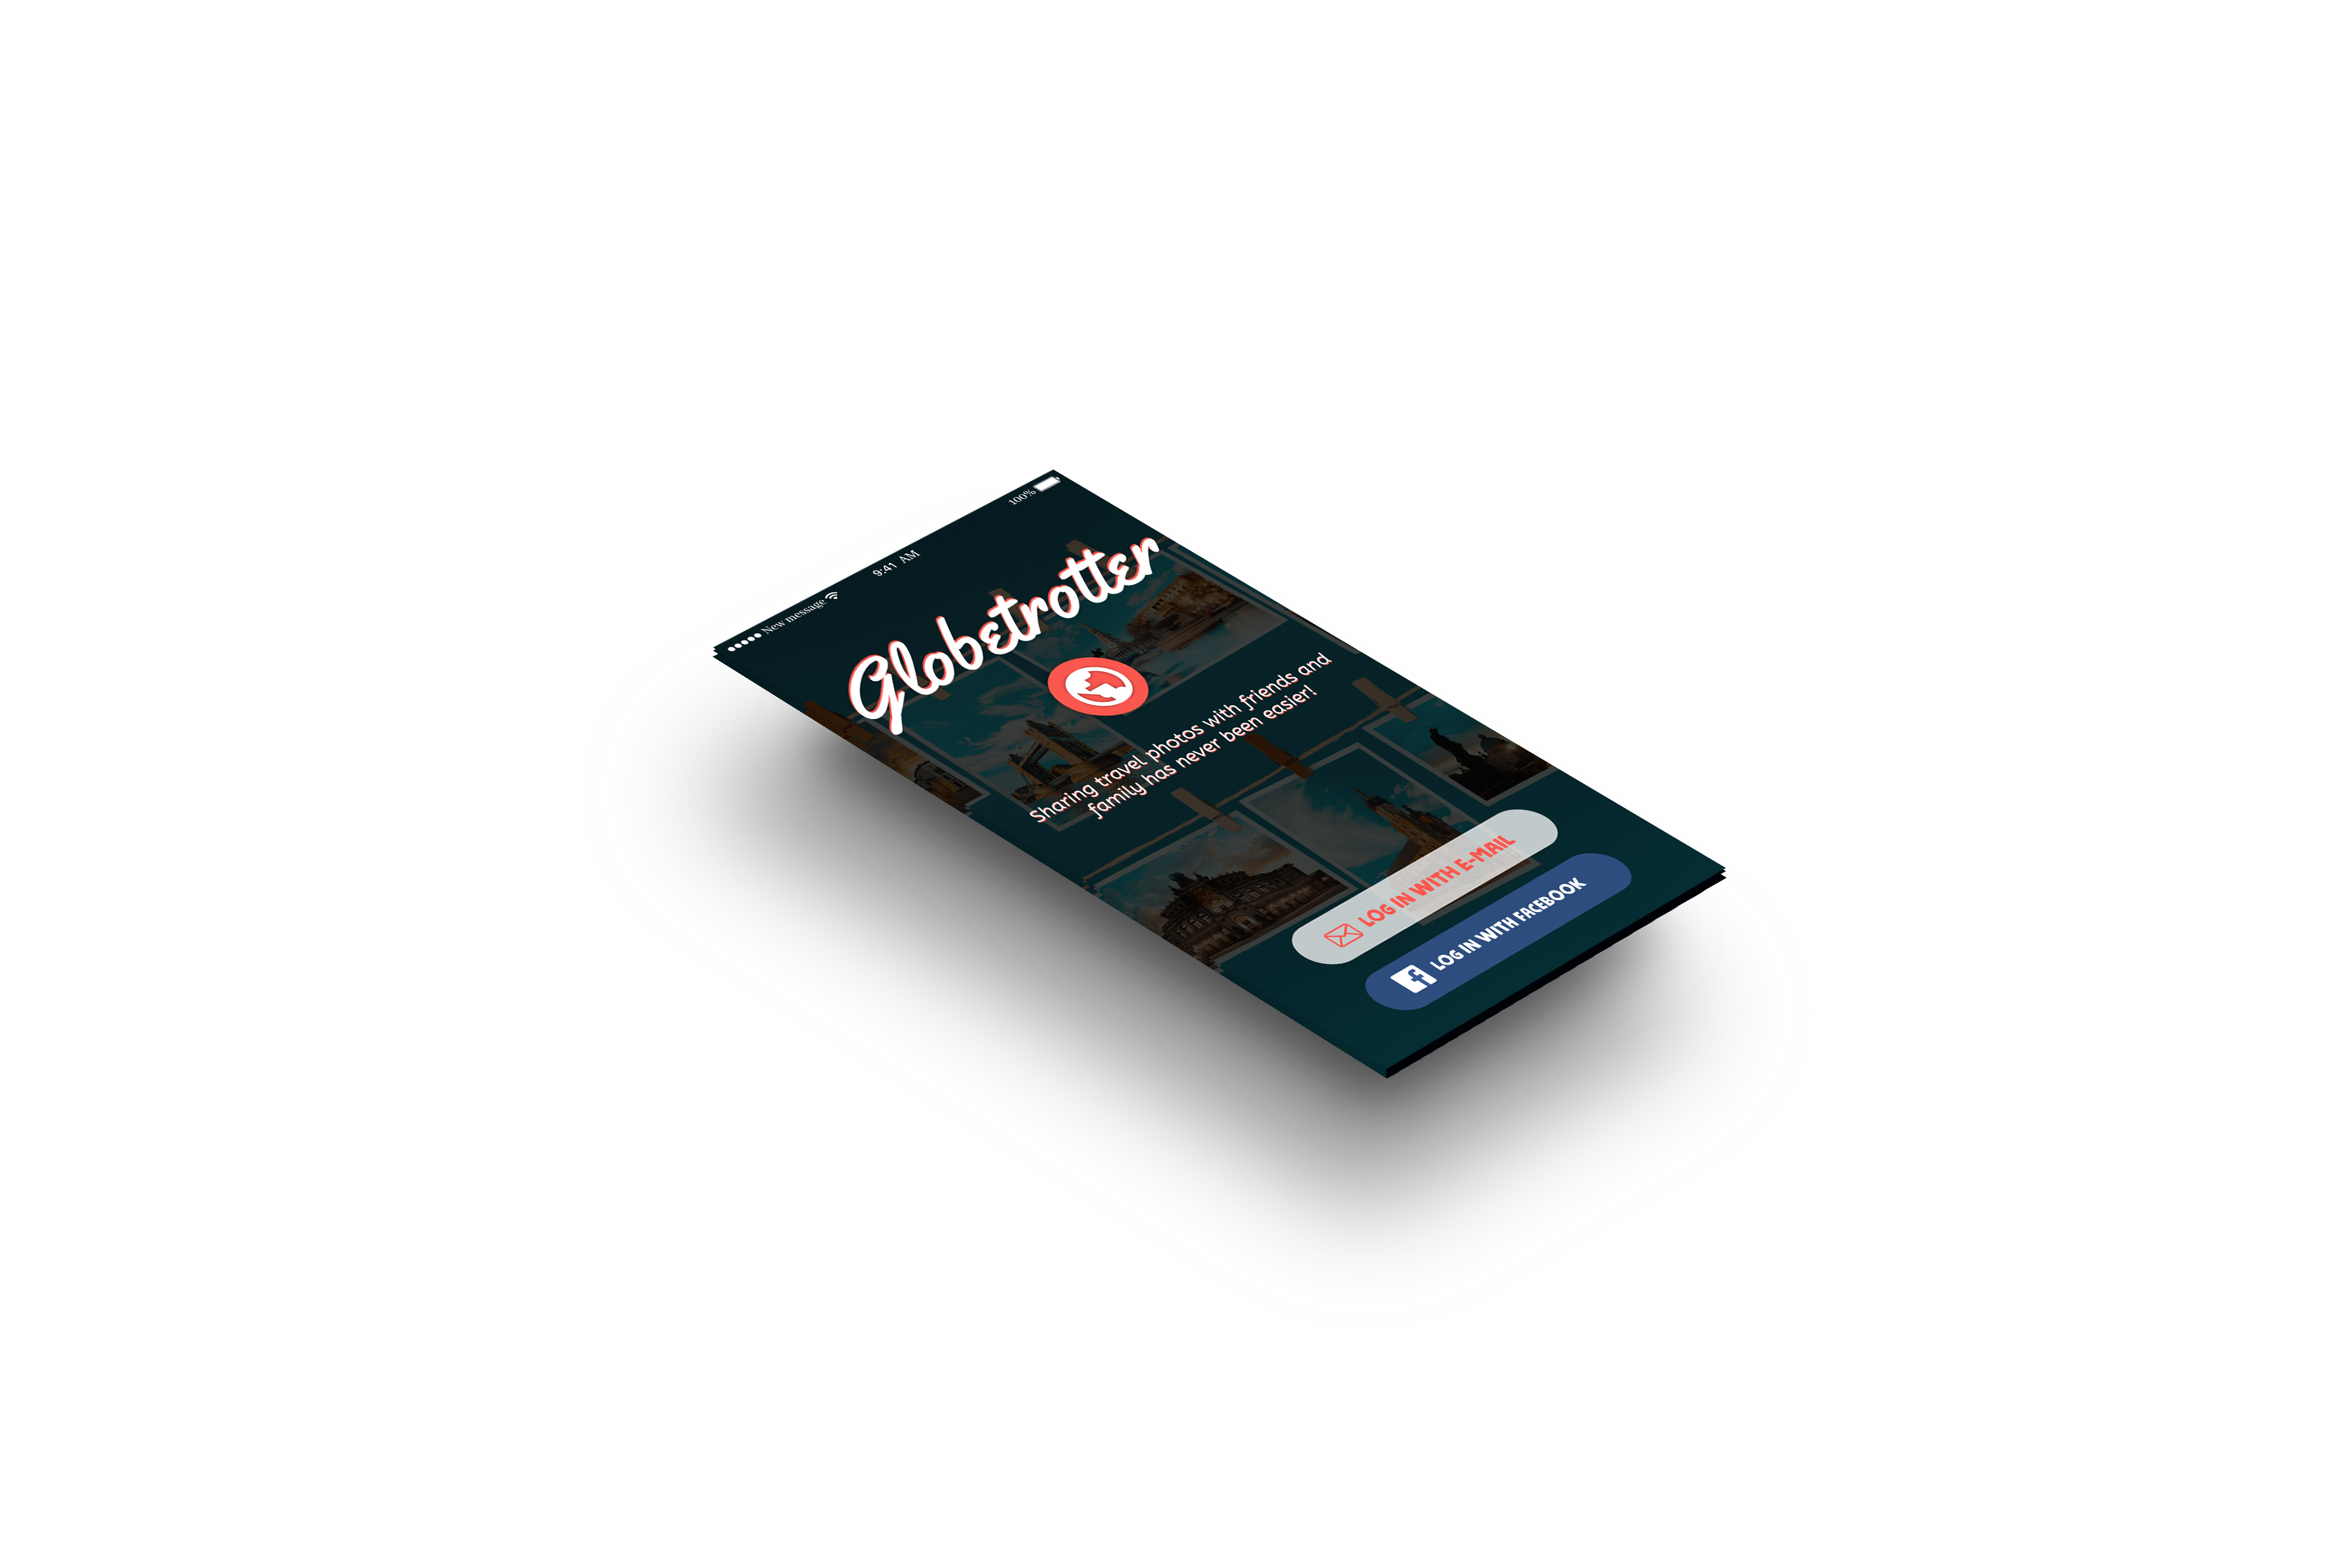 New message 9:41 AM 100%
Globetrotter
Sharing travel photos with friends and
family has never been easier!
LOG IN WITH E-MAIL
LOG IN WITH FACEBOOK